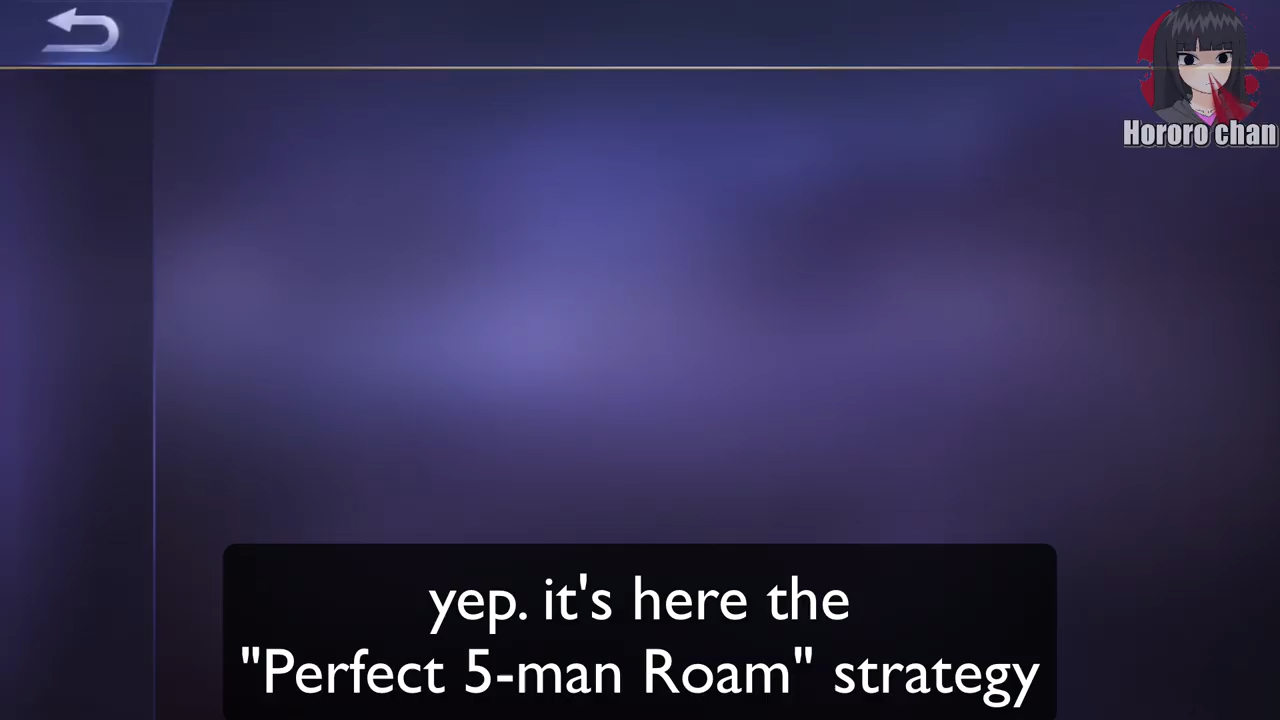 Hororo chan
yep. it's here the
"Perfect 5-man Roam" strategy